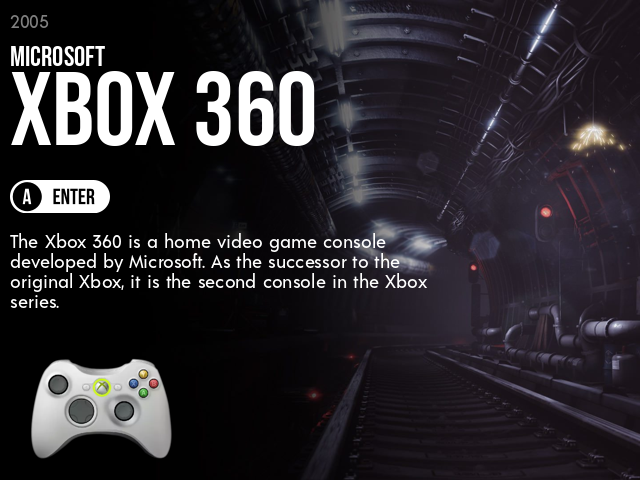 2005
MICROSOFT
XBOX 360
A ENTER
The Xbox 360 is a home video game console
developed by Microsoft. As the successor to the
original Xbox, it is the second console in the Xbox
series.